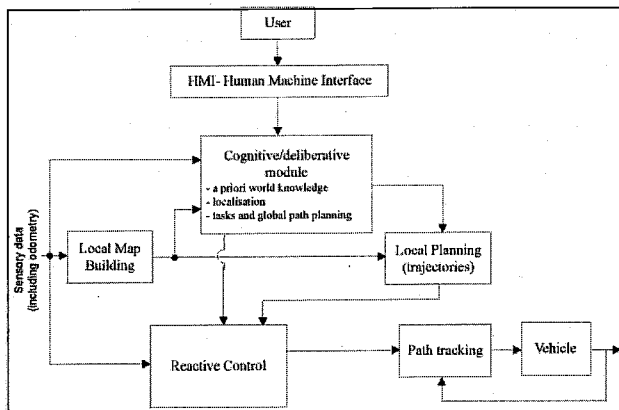 User
HMI- Human Machine Interface
Cognitive/deliberative
module
- a priori world knowledge
- localisation
- tasks and global path planning
Sensory data
(including odometry)
Local Map
Building
Local Planning
(trajectories)
Reactive Control
Path tracking
Vehicle